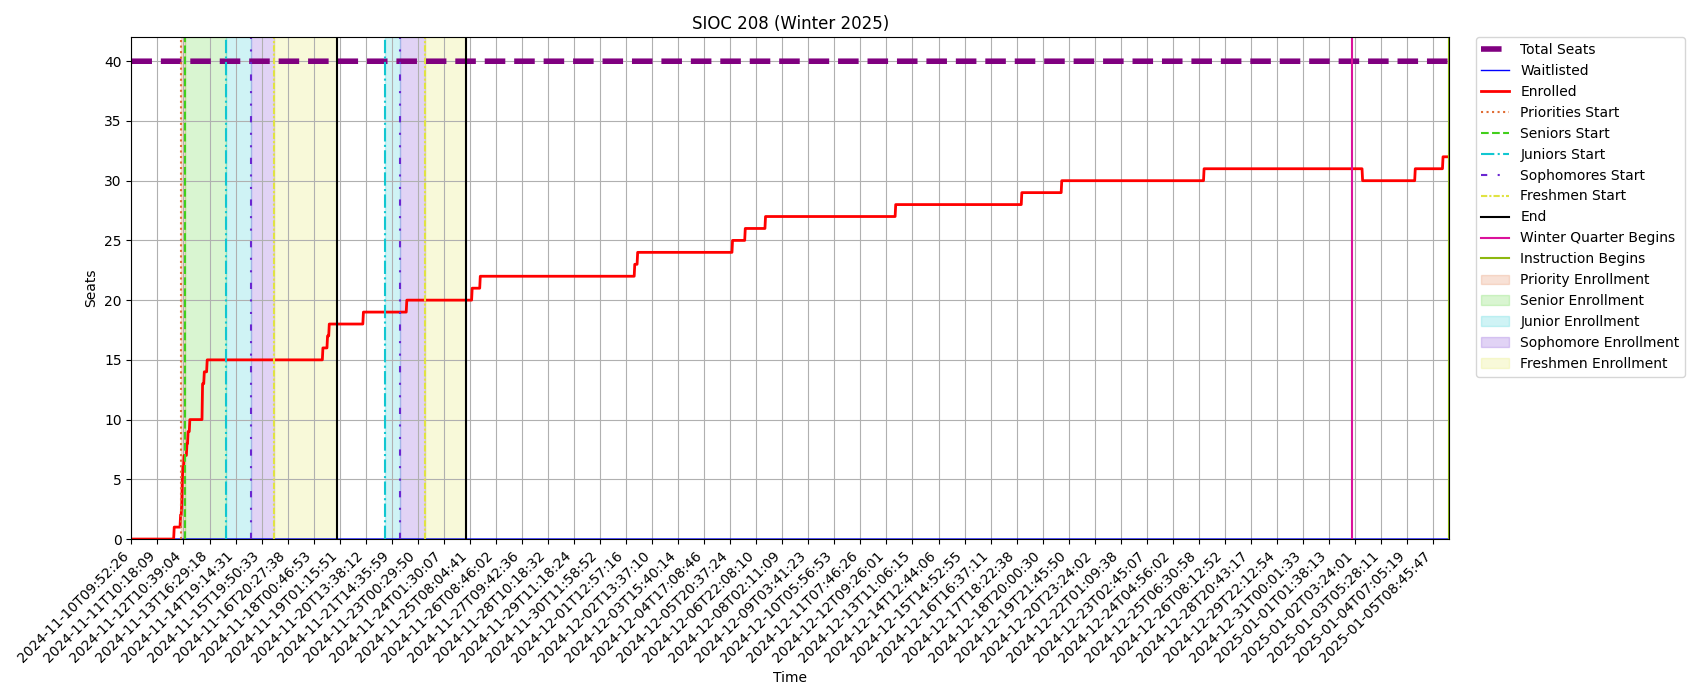 SIOC 208 (Winter 2025)
Seats
40
35
30
25
20
15
10
5
0
2024-11-10T09:52:26
2024-11-11T10:18:09
2024-11-12T10:39:04
2024-11-13T16:29:18
2024-11-14T19:14:31
2024-11-15T19:50:33
2024-11-16T20:27:38
2024-11-18T00:46:53
2024-11-19T01:15:51
2024-11-20T13:38:12
2024-11-21T14:35:59
2024-11-23T00:29:50
2024-11-24T01:30:07
2024-11-25T08:04:41
2024-11-26T08:46:02
2024-11-27T09:42:36
2024-11-28T10:18:32
2024-11-29T11:18:24
2024-11-30T11:58:52
2024-12-01T12:57:16
2024-12-02T13:37:10
2024-12-03T15:40:14
2024-12-04T17:08:46
2024-12-05T20:37:24
2024-12-06T22:08:10
2024-12-08T02:11:09
2024-12-09T03:41:23
2024-12-10T05:56:53
2024-12-11T07:46:26
2024-12-12T09:26:01
2024-12-13T11:06:15
2024-12-14T12:44:06
2024-12-15T14:52:55
2024-12-16T16:37:11
2024-12-17T18:22:38
2024-12-18T20:00:30
2024-12-19T21:45:50
2024-12-20T23:24:02
2024-12-22T01:09:38
2024-12-23T02:45:07
2024-12-24T04:56:02
2024-12-25T06:30:58
2024-12-26T08:12:52
2024-12-28T20:43:17
2024-12-29T22:12:54
2024-12-31T00:01:33
2025-01-01T01:38:13
2025-01-02T03:24:01
2025-01-03T05:28:11
2025-01-04T07:05:19
2025-01-05T08:45:47
Time
Total Seats
Waitlisted
Enrolled
Priorities Start
Seniors Start
Juniors Start
Sophomores Start
Freshmen Start
End
Winter Quarter Begins
Instruction Begins
Priority Enrollment
Senior Enrollment
Junior Enrollment
Sophomore Enrollment
Freshmen Enrollment